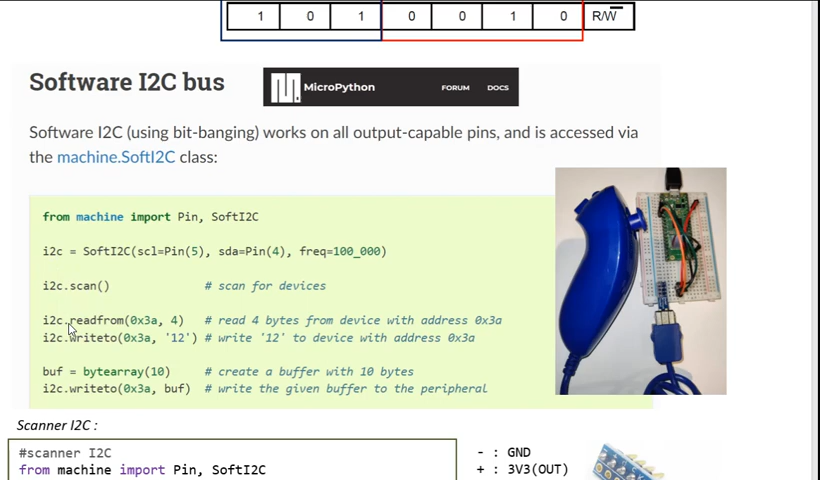 1 0 1 0 0 1 0 R/W
Software I2C bus
MicroPython FORUM DOCS
Software I2C (using bit-banging) works on all output-capable pins, and is accessed via
the machine.SoftI2C class:
from machine import Pin, SoftI2C
i2c = SoftI2C(scl=Pin(5), sda=Pin(4), freq=100_000)
i2c.scan() # scan for devices
i2c.readfrom(0x3a, 4) # read 4 bytes from device with address 0x3a
i2c.writeto(0x3a, '12') # write '12' to device with address 0x3a
buf = bytearray(10) # create a buffer with 10 bytes
i2c.writeto(0x3a, buf) # write the given buffer to the peripheral
Scanner I2C :
#scanner I2C
from machine import Pin, SoftI2C
- : GND
+ : 3V3(OUT)